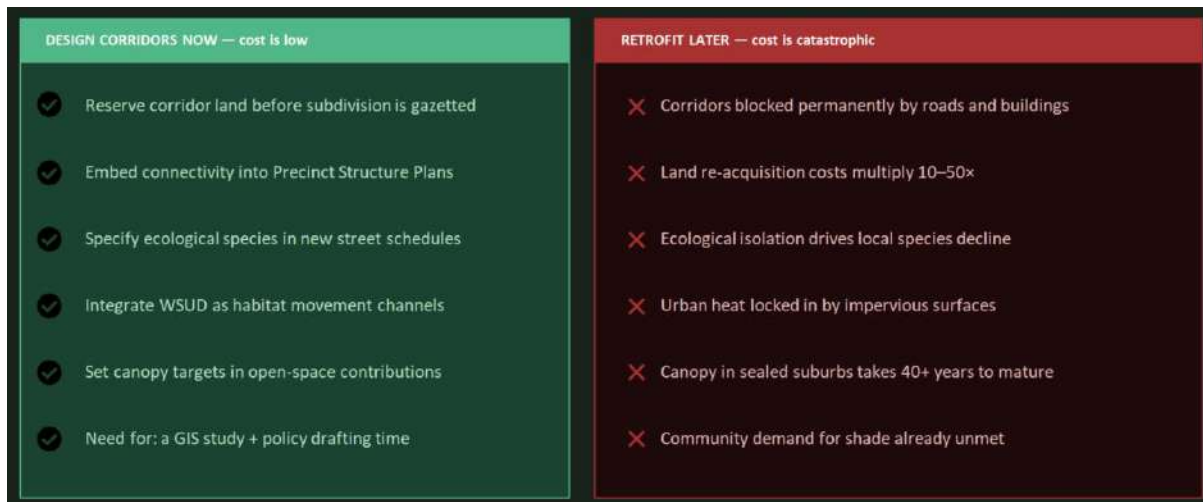 DESIGN CORRIDORS NOW — cost is low
Reserve corridor land before subdivision is gazetted
Embed connectivity into Precinct Structure Plans
Specify ecological species in new street schedules
Integrate WSUD as habitat movement channels
Set canopy targets in open-space contributions
Need for: a GIS study + policy drafting time
RETROFIT LATER — cost is catastrophic
Corridors blocked permanently by roads and buildings
Land re-acquisition costs multiply 10–50×
Ecological isolation drives local species decline
Urban heat locked in by impervious surfaces
Canopy in sealed suburbs takes 40+ years to mature
Community demand for shade already unmet